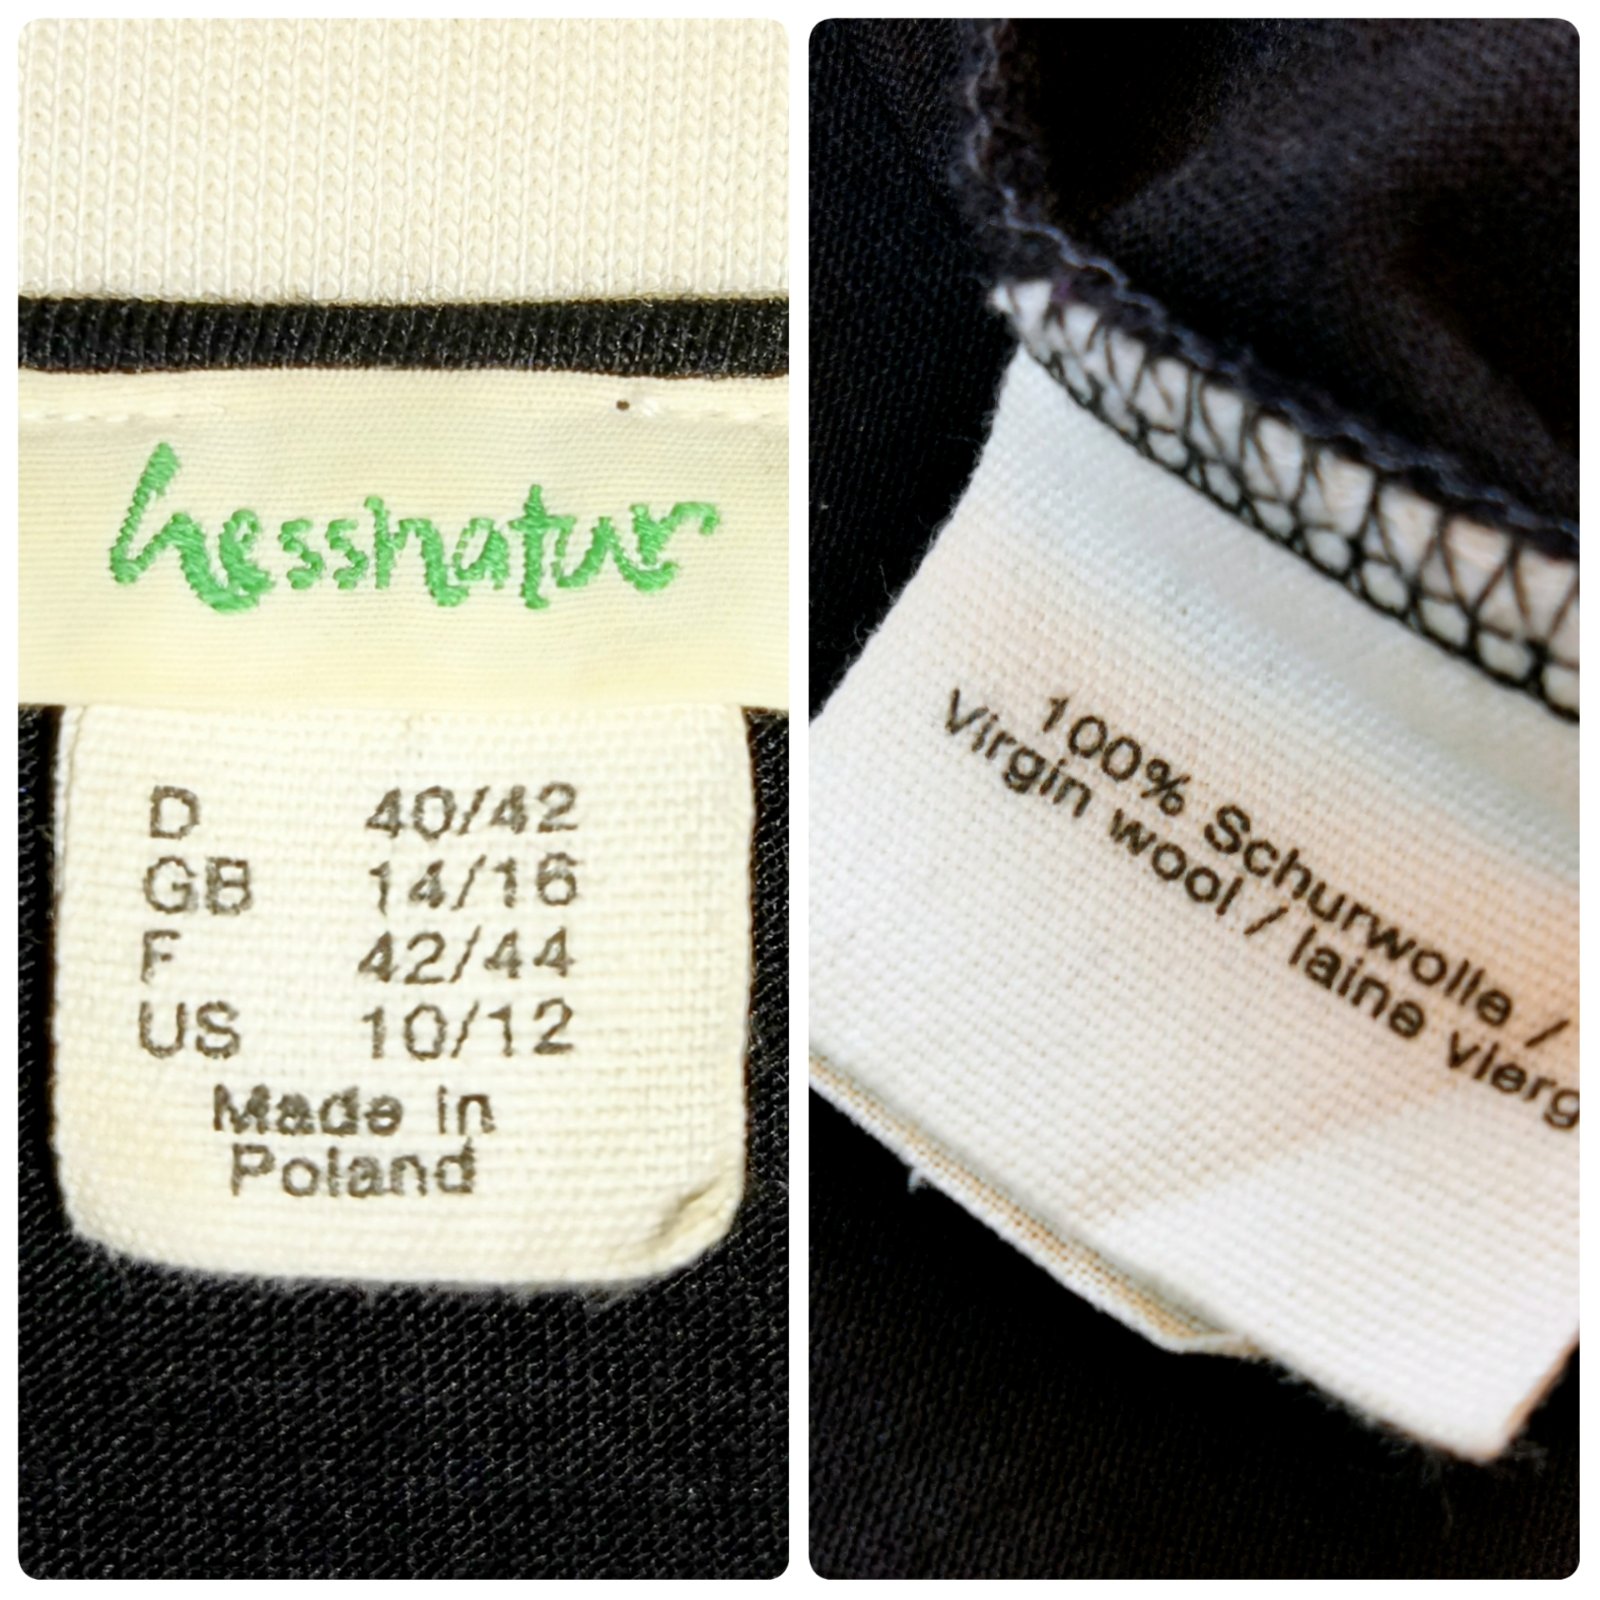 hessnatur
D 40/42
GB 14/16
F 42/44
US 10/12
Made in
Poland
100% Schurwolle /
Virgin wool / laine vierg